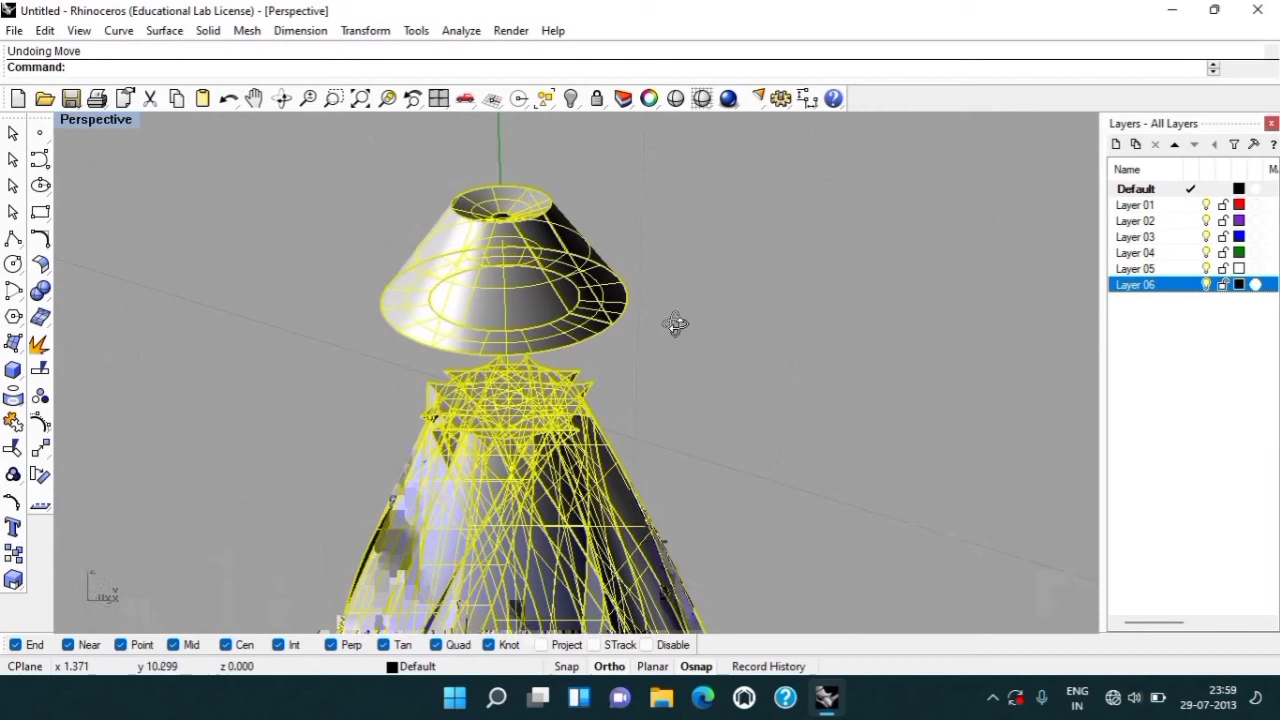 Untitled - Rhinoceros (Educational Lab License) - [Perspective]
File Edit View Curve Surface Solid Mesh Dimension Transform Tools Analyze Render Help
Undoing Move
Command:
Perspective
Layers - All Layers
Name
Default
Layer 01
Layer 02
Layer 03
Layer 04
Layer 05
Layer 06
End Near Point Mid Cen Int Perp Tan Quad Knot Project STrack Disable
CPlane x 1.371 y 10.299 z 0.000 Default Snap Ortho Planar Osnap Record History
ENG
IN
23:59
29-07-2013